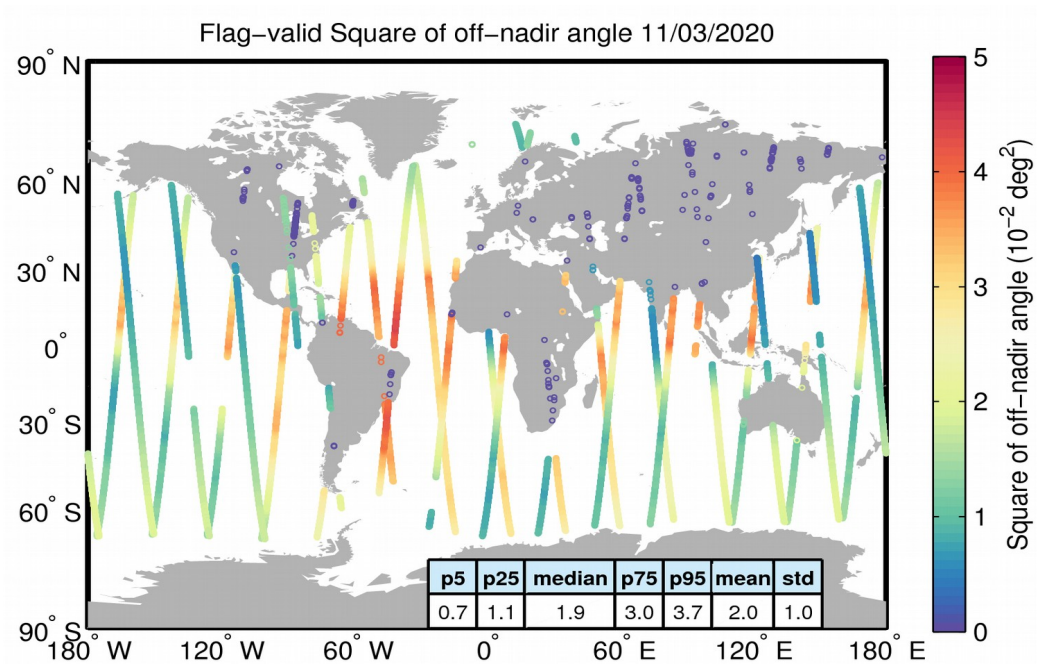 Flag−valid Square of off−nadir angle 11/03/2020
90° N
60° N
30° N
0°
30° S
60° S
90° S
180° W
120° W
60° W
0°
60° E
120° E
180° E
5
4
3
2
1
0
Square of off−nadir angle (10⁻² deg²)
p5 p25 median p75 p95 mean std
0.7 1.1 1.9 3.0 3.7 2.0 1.0